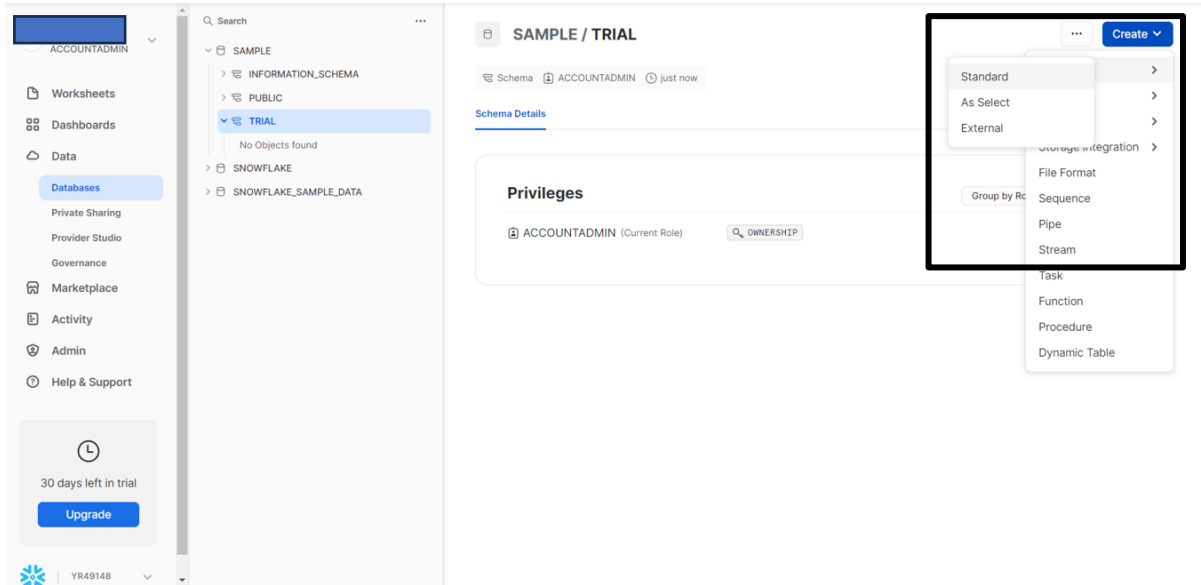 ACCOUNTADMIN
Worksheets
Dashboards
Data
Databases
Private Sharing
Provider Studio
Governance
Marketplace
Activity
Admin
Help & Support
30 days left in trial
Upgrade
YR49148
Search
SAMPLE
INFORMATION_SCHEMA
PUBLIC
TRIAL
No Objects found
SNOWFLAKE
SNOWFLAKE_SAMPLE_DATA
SAMPLE / TRIAL
Schema ACCOUNTADMIN just now
Schema Details
Privileges
Group by Ro
ACCOUNTADMIN (Current Role) OWNERSHIP
Create
Standard
As Select
External
Storage Integration
File Format
Sequence
Pipe
Stream
Task
Function
Procedure
Dynamic Table